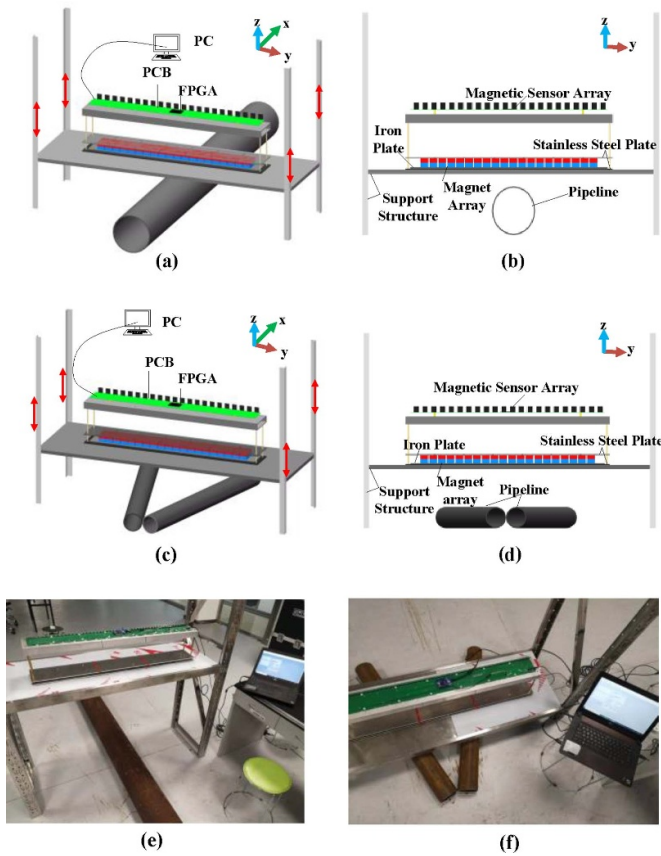 PC
z
x
y
PCB
FPGA
(a)
z
y
Magnetic Sensor Array
Iron
Plate
Stainless Steel Plate
Support
Structure
Magnet
Array
Pipeline
(b)
PC
z
x
y
PCB
FPGA
(c)
z
y
Magnetic Sensor Array
Iron Plate
Stainless Steel Plate
Support
Structure
Magnet
array
Pipeline
(d)
(e)
(f)